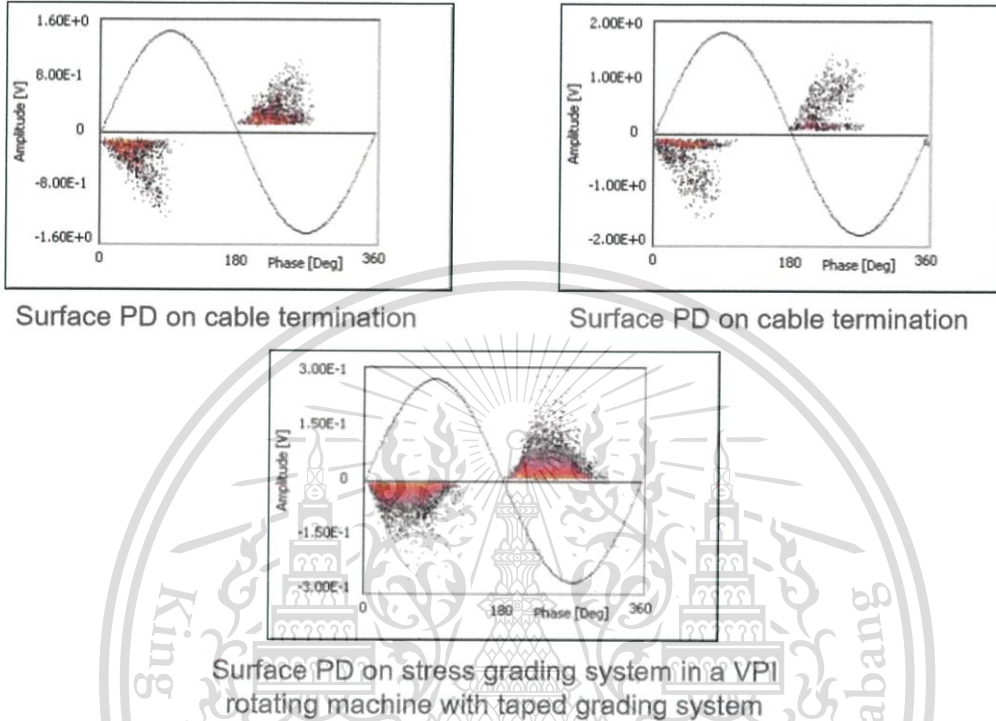 1.60E+0
8.00E-1
0
-8.00E-1
-1.60E+0
Amplitude [V]
0 180 Phase [Deg] 360
Surface PD on cable termination
2.00E+0
1.00E+0
0
-1.00E+0
-2.00E+0
Amplitude [V]
0 180 Phase [Deg] 360
Surface PD on cable termination
3.00E-1
1.50E-1
0
-1.50E-1
-3.00E-1
Amplitude [V]
0 180 Phase [Deg] 360
Surface PD on stress grading system in a VPI
rotating machine with taped grading system
King